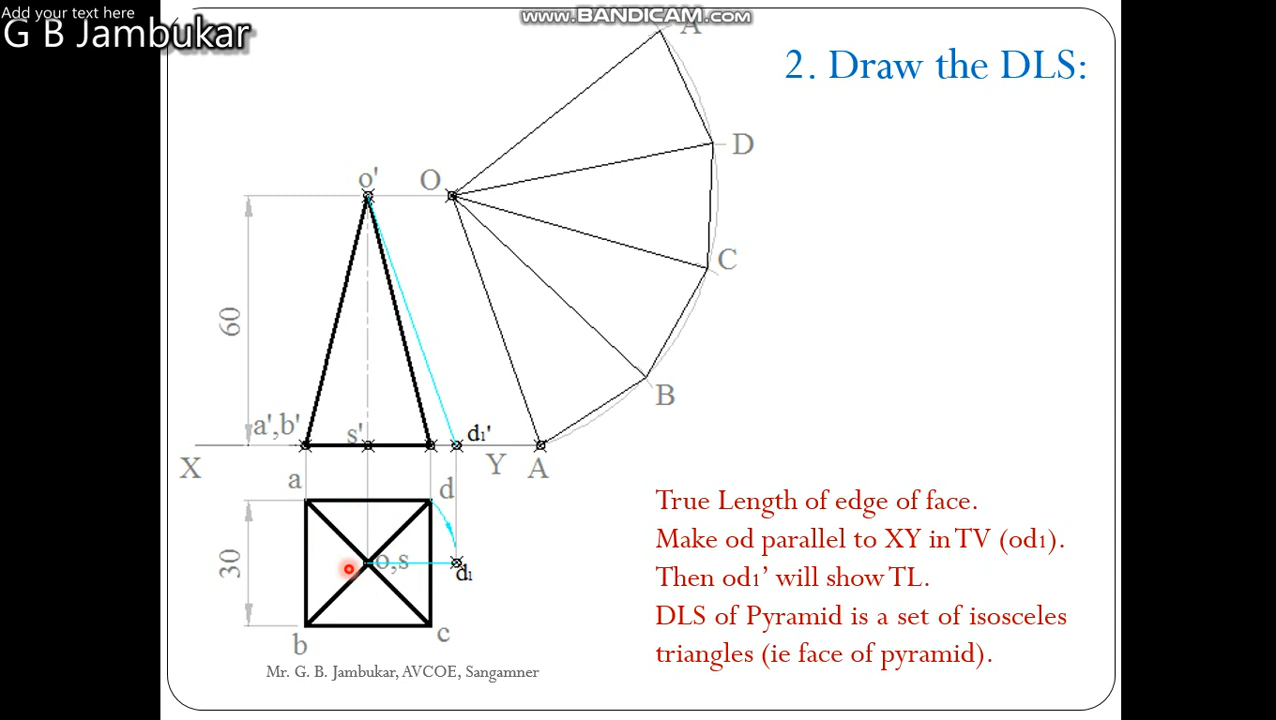 Add your text here
G B Jambukar
www.BANDICAM.com
2. Draw the DLS:
A
D
o'
O
C
60
B
a',b'
s'
d1'
X
Y
A
a
d
30
o,s
d1
b
c
True Length of edge of face.
Make od parallel to XY in TV (od1).
Then od1’ will show TL.
DLS of Pyramid is a set of isosceles
triangles (ie face of pyramid).
Mr. G. B. Jambukar, AVCOE, Sangamner